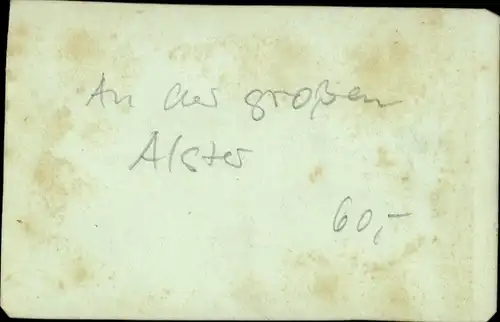 An der großen
Alster
60,-